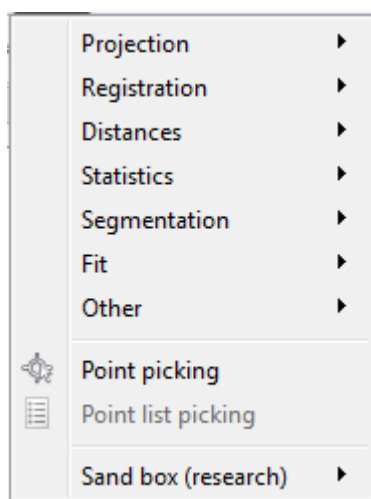 Projection
Registration
Distances
Statistics
Segmentation
Fit
Other
Point picking
Point list picking
Sand box (research)